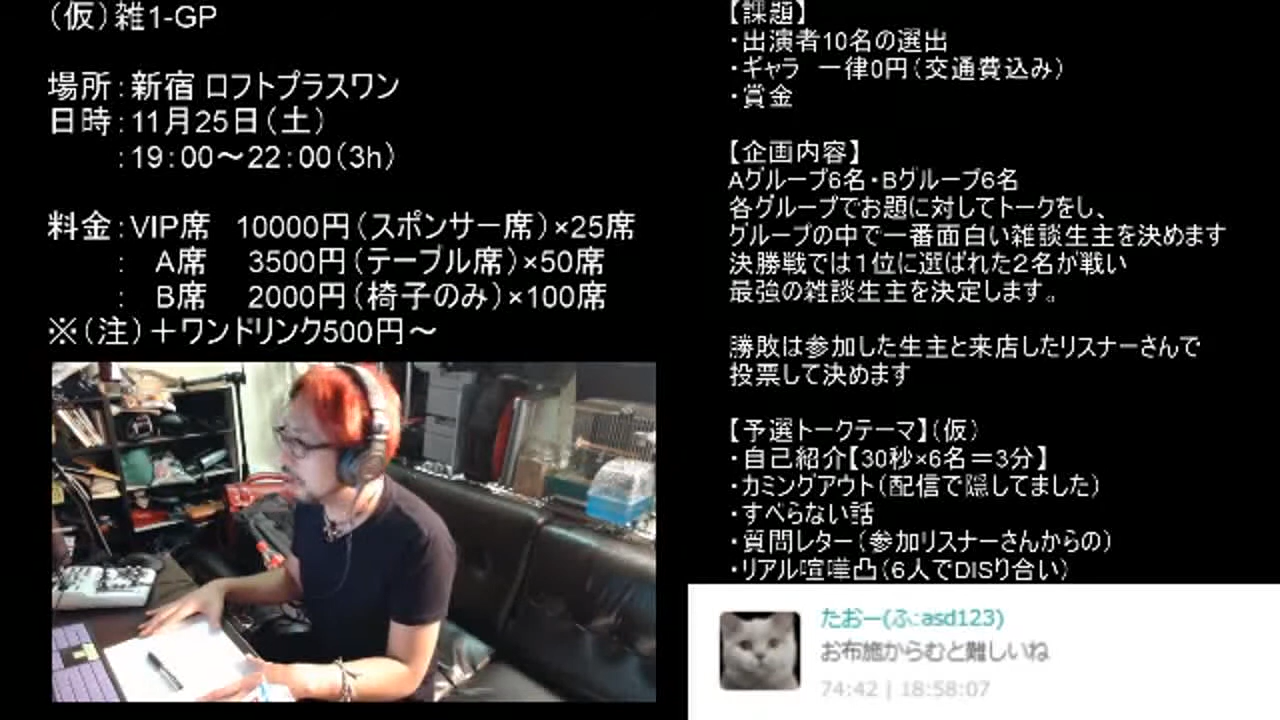 （仮）雑1-GP
場所：新宿 ロフトプラスワン
日時：11月25日（土）
：19：00～22：00（3h）
料金：VIP席　10000円（スポンサー席）×25席
：　A席　3500円（テーブル席）×50席
：　B席　2000円（椅子のみ）×100席
※（注）＋ワンドリンク500円～
【課題】
・出演者10名の選出
・ギャラ　一律0円（交通費込み）
・賞金
【企画内容】
Aグループ6名・Bグループ6名
各グループでお題に対してトークをし、
グループの中で一番面白い雑談生主を決めます
決勝戦では１位に選ばれた２名が戦い
最強の雑談生主を決定します。
勝敗は参加した生主と来店したリスナーさんで
投票して決めます
【予選トークテーマ】（仮）
・自己紹介【30秒×6名＝3分】
・カミングアウト（配信で隠してました）
・すべらない話
・質問レター（参加リスナーさんからの）
・リアル喧嘩凸（6人でDISり合い）
たおー(ふ:asd123)
お布施からむと難しいね
74:42 | 18:58:07